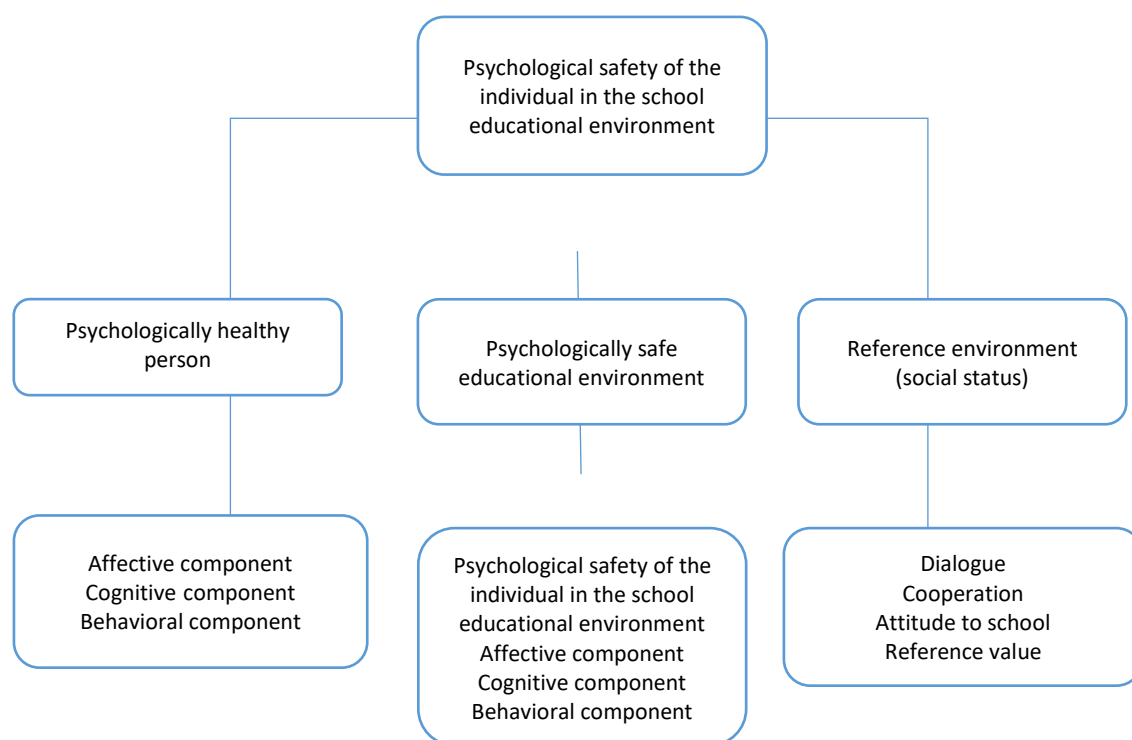 Psychological safety of the
individual in the school
educational environment
Psychologically healthy
person
Psychologically safe
educational environment
Reference environment
(social status)
Affective component
Cognitive component
Behavioral component
Psychological safety of the
individual in the school
educational environment
Affective component
Cognitive component
Behavioral component
Dialogue
Cooperation
Attitude to school
Reference value